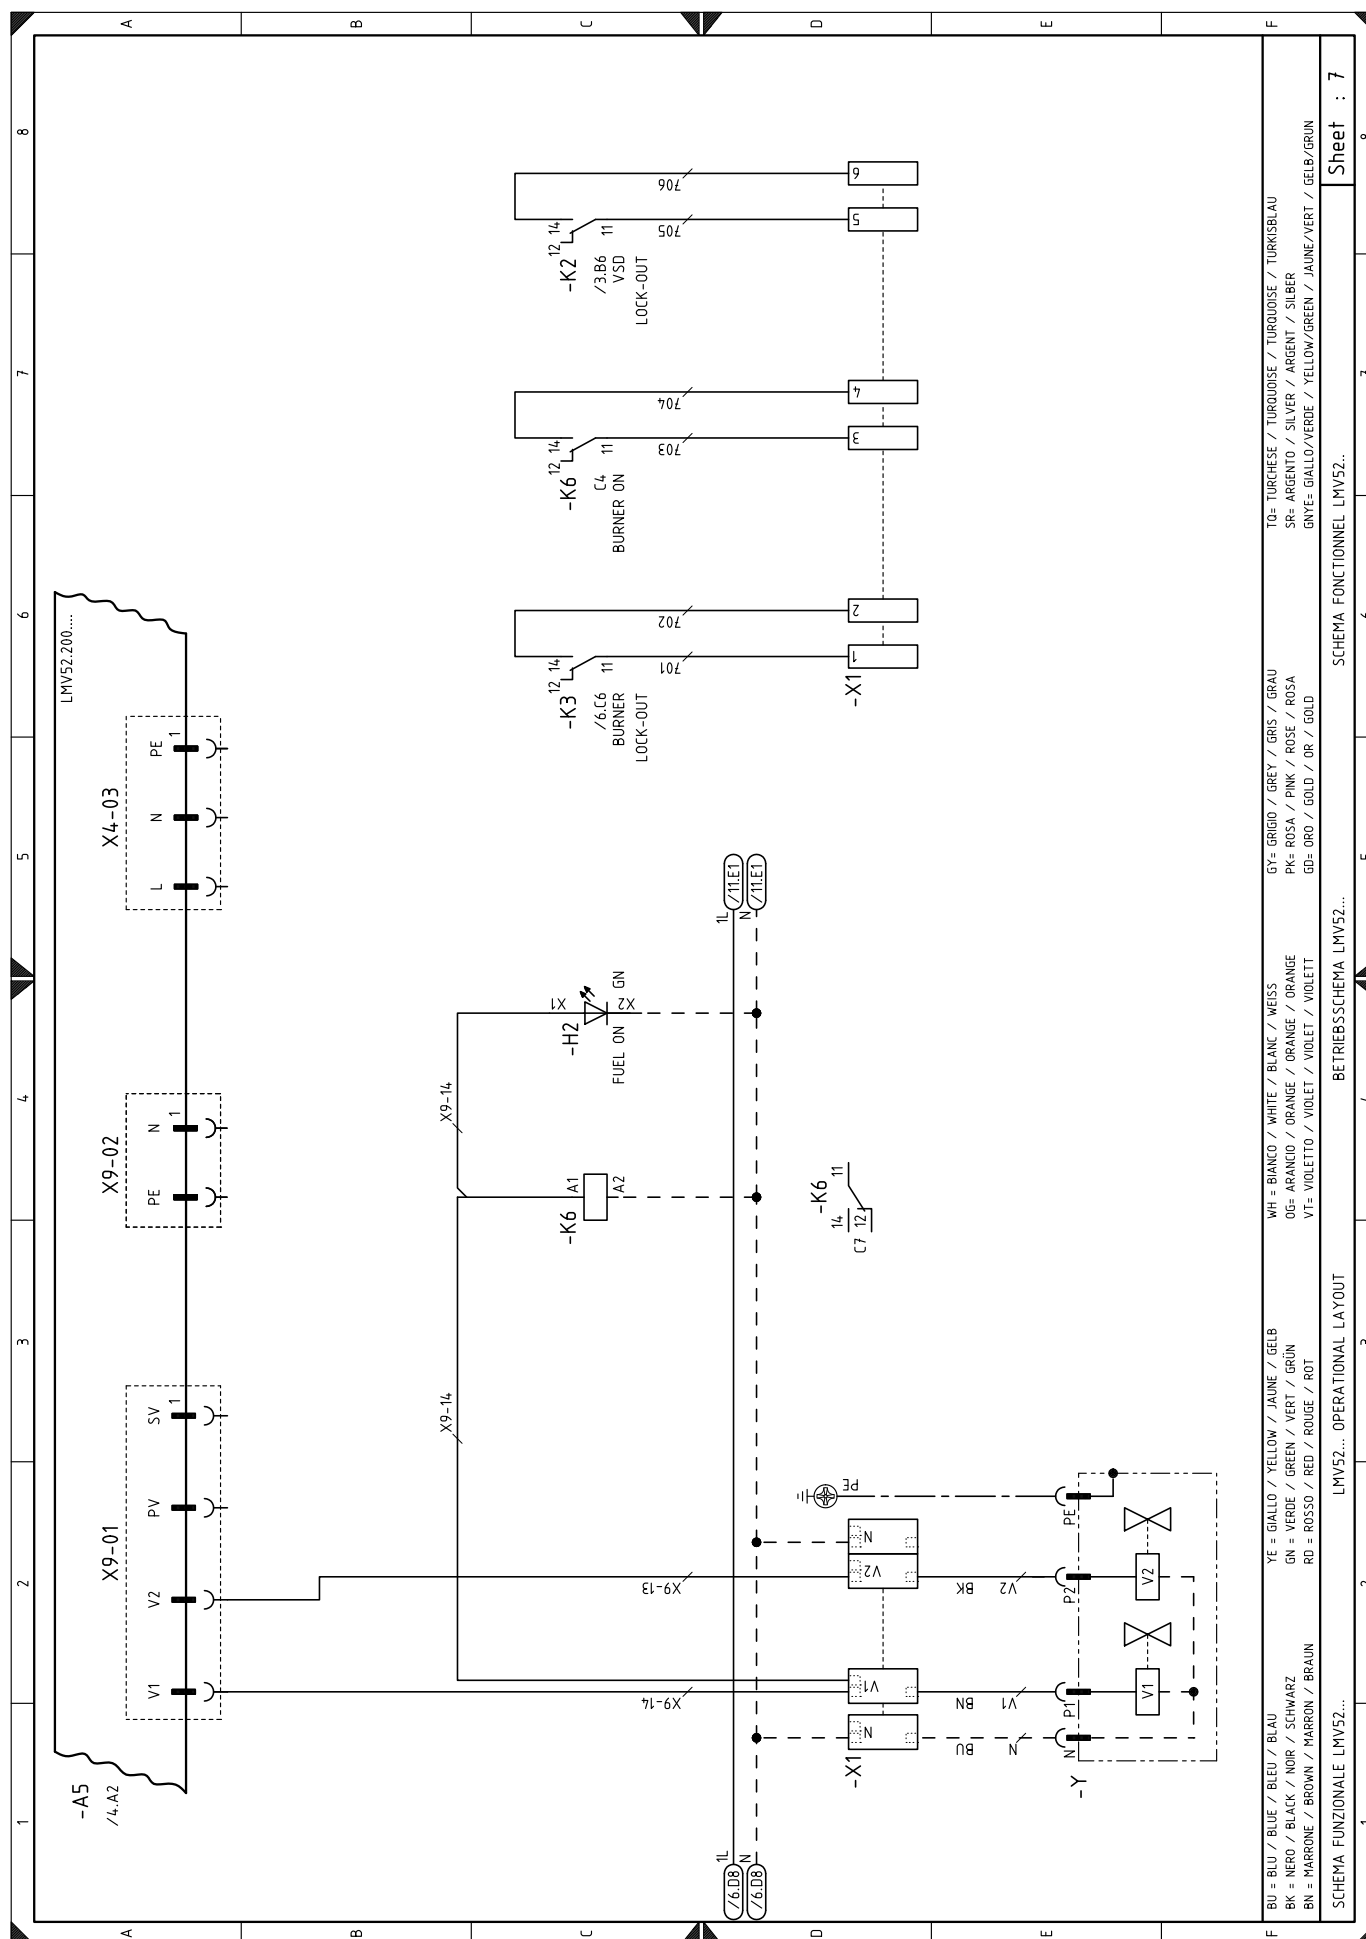 1 2 3 4 5 6 7 8
A
B
C
D
E
F
-A5
/4.A2
LMV52.200....
X9-01
V1 V2 PV SV 1
X9-02
PE N 1
X4-03
L N PE 1
X9-14
X9-14
-K6
A1
A2
-H2
X1
X2
FUEL ON
GN
-K3
/6.C6
BURNER
LOCK-OUT
12 14
11
701
702
-K6
C4
BURNER ON
12 14
11
703
704
-K2
/3.B6
VSD
LOCK-OUT
12 14
11
705
706
/6.D8 1L
/6.D8 N
1L /11.E1
N /11.E1
X9-14
X9-13
-X1
N V1 V2 N
PE
-K6
14 11
12
C7
-X1
1 2 3 4 5 6
BU BN BK
N V1 V2
-Y
N P1 P2 PE
V1 V2
BU = BLU / BLUE / BLEU / BLAU
BK = NERO / BLACK / NOIR / SCHWARZ
BN = MARRONE / BROWN / MARRON / BRAUN
YE = GIALLO / YELLOW / JAUNE / GELB
GN = VERDE / GREEN / VERT / GRÜN
RD = ROSSO / RED / ROUGE / ROT
WH = BIANCO / WHITE / BLANC / WEISS
OG= ARANCIO / ORANGE / ORANGE / ORANGE
VT= VIOLETTO / VIOLET / VIOLET / VIOLETT
GY= GRIGIO / GREY / GRIS / GRAU
PK= ROSA / PINK / ROSE / ROSA
GD= ORO / GOLD / OR / GOLD
TQ= TURCHESE / TURQUOISE / TURQUOISE / TURKISBLAU
SR= ARGENTO / SILVER / ARGENT / SILBER
GNYE= GIALLO/VERDE / YELLOW/GREEN / JAUNE/VERT / GELB/GRUN
SCHEMA FUNZIONALE LMV52... LMV52... OPERATIONAL LAYOUT BETRIEBSSCHEMA LMV52... SCHEMA FONCTIONNEL LMV52.. Sheet : 7